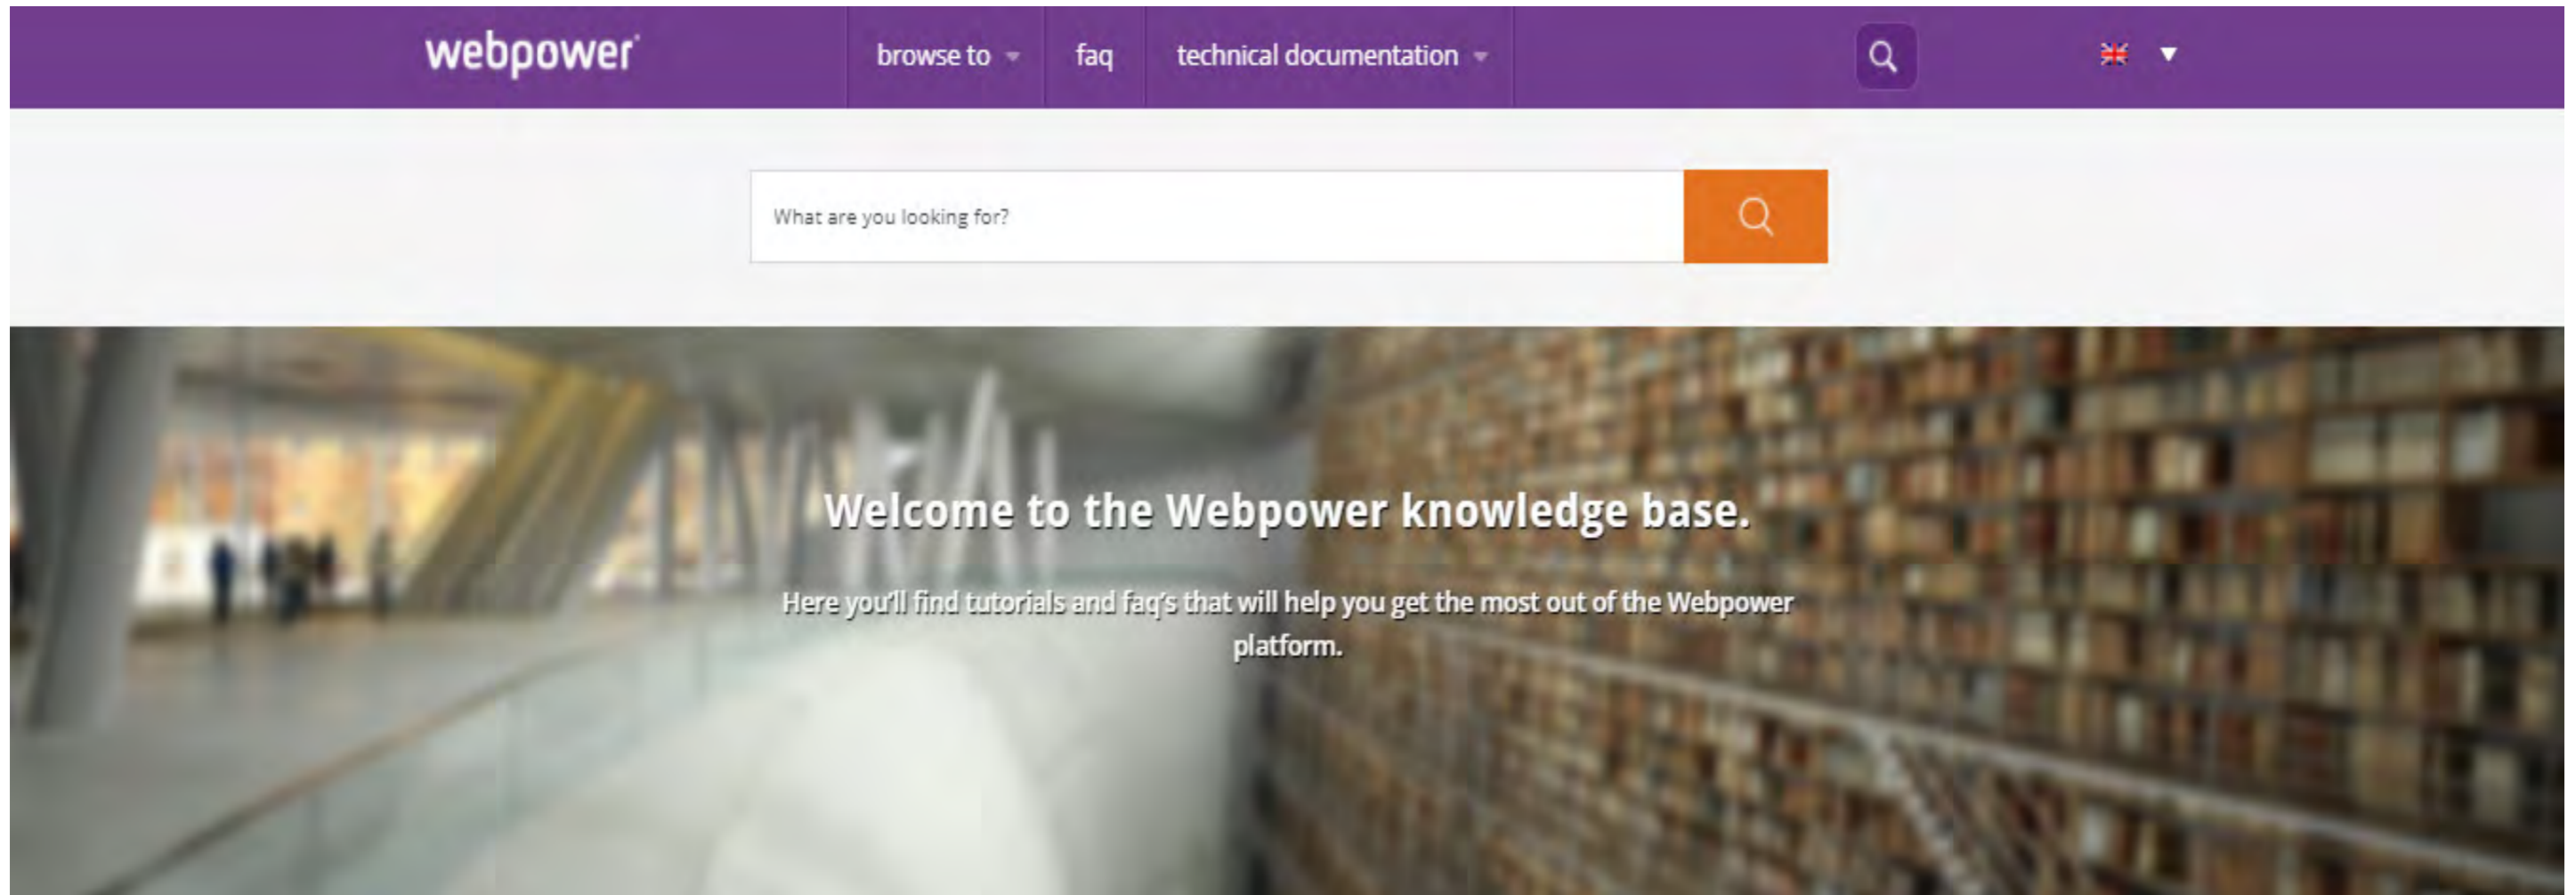 webpower
browse to
faq
technical documentation
What are you looking for?
Welcome to the Webpower knowledge base.
Here you'll find tutorials and faq's that will help you get the most out of the Webpower
platform.